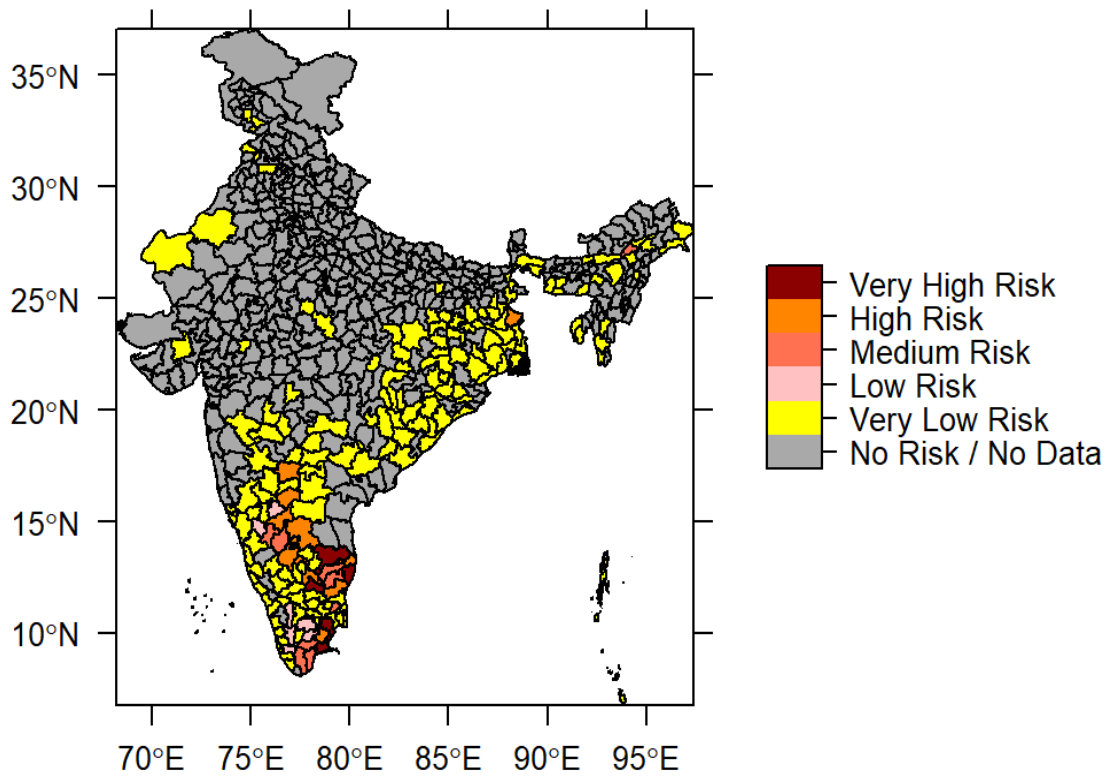 35°N
30°N
25°N
20°N
15°N
10°N
70°E 75°E 80°E 85°E 90°E 95°E
Very High Risk
High Risk
Medium Risk
Low Risk
Very Low Risk
No Risk / No Data